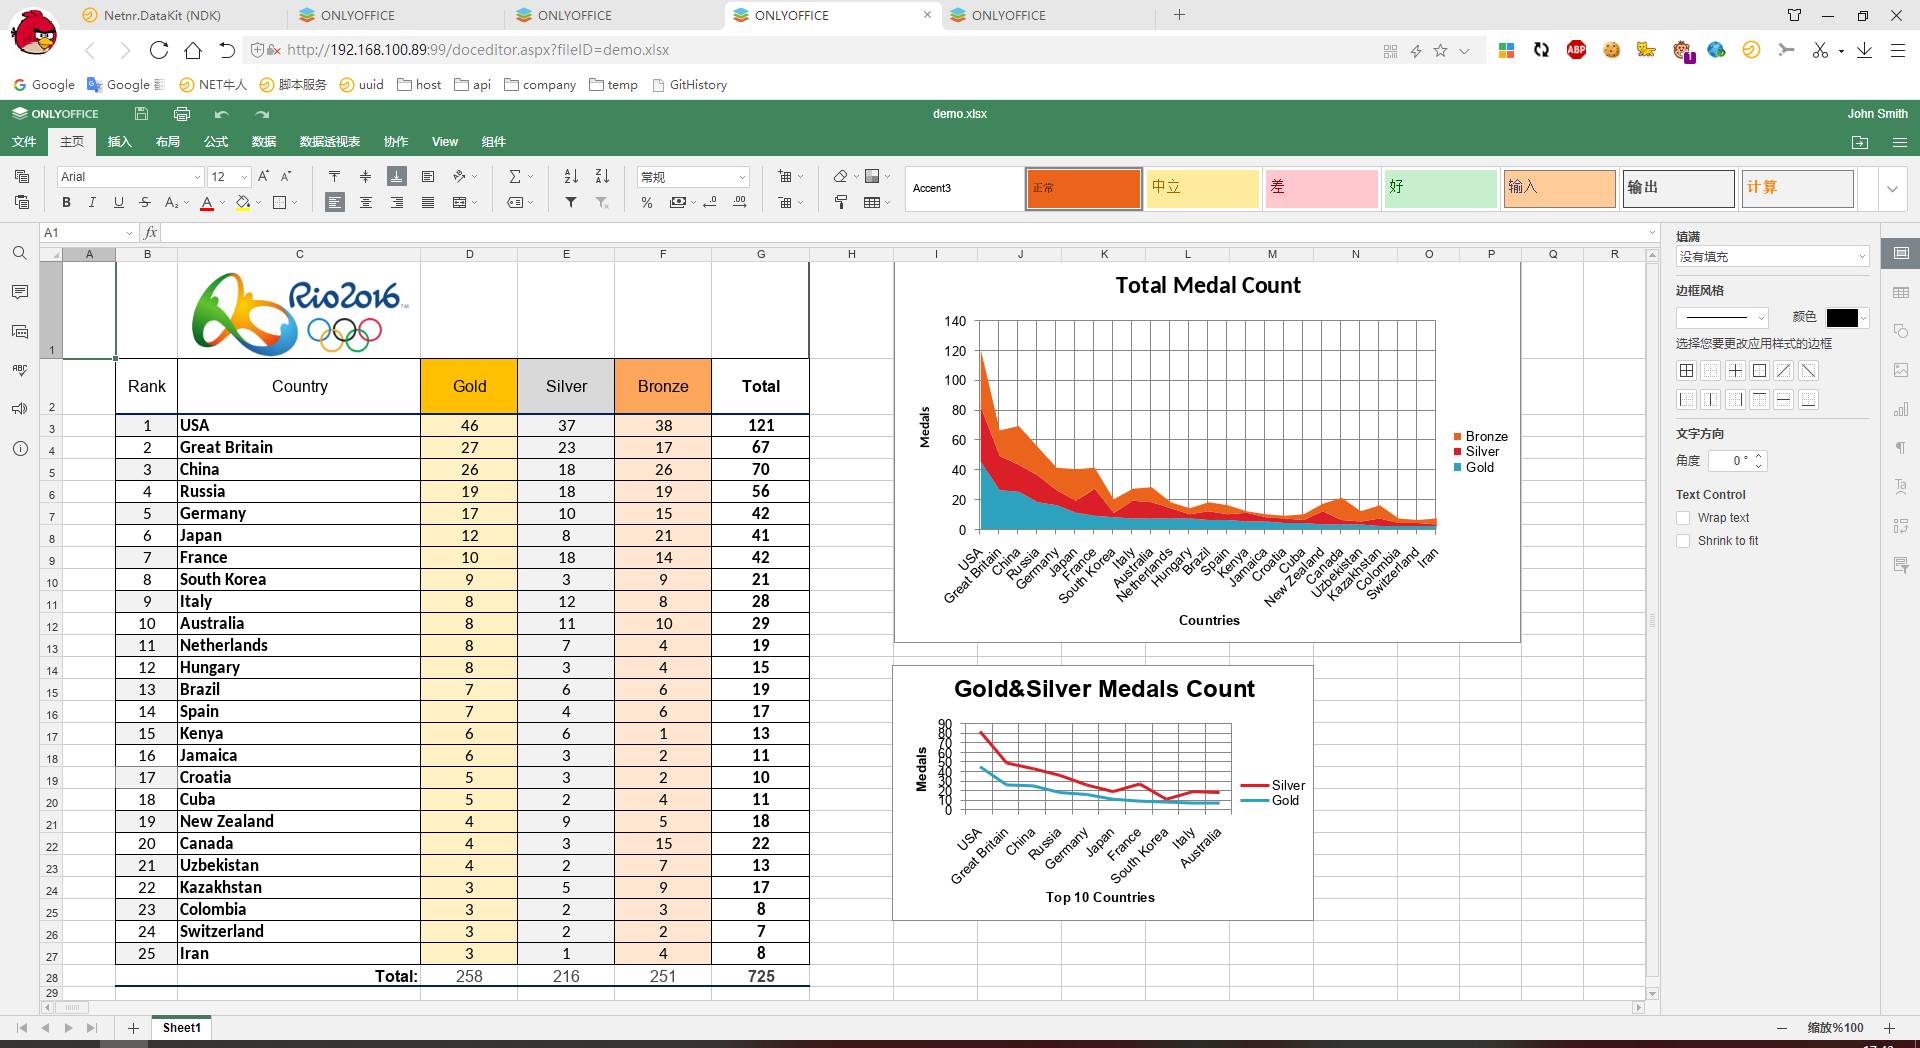 Netnr.DataKit (NDK) ONLYOFFICE ONLYOFFICE ONLYOFFICE × ONLYOFFICE +
http://192.168.100.89:99/doceditor.aspx?fileID=demo.xlsx
ABP 1
Google Google 翻 NET牛人 脚本服务 uuid host api company temp GitHistory
ONLYOFFICE demo.xlsx John Smith
文件 主页 插入 布局 公式 数据 数据透视表 协作 View 组件
Arial 12 常规
Accent3 正常 中立 差 好 输入 输出 计算
A1 fx
A B C D E F G H I J K L M N O P Q R
1 Rio2016™
2 Rank Country Gold Silver Bronze Total
3 1 USA 46 37 38 121
4 2 Great Britain 27 23 17 67
5 3 China 26 18 26 70
6 4 Russia 19 18 19 56
7 5 Germany 17 10 15 42
8 6 Japan 12 8 21 41
9 7 France 10 18 14 42
10 8 South Korea 9 3 9 21
11 9 Italy 8 12 8 28
12 10 Australia 8 11 10 29
13 11 Netherlands 8 7 4 19
14 12 Hungary 8 3 4 15
15 13 Brazil 7 6 6 19
16 14 Spain 7 4 6 17
17 15 Kenya 6 6 1 13
18 16 Jamaica 6 3 2 11
19 17 Croatia 5 3 2 10
20 18 Cuba 5 2 4 11
21 19 New Zealand 4 9 5 18
22 20 Canada 4 3 15 22
23 21 Uzbekistan 4 2 7 13
24 22 Kazakhstan 3 5 9 17
25 23 Colombia 3 2 3 8
26 24 Switzerland 3 2 2 7
27 25 Iran 3 1 4 8
28 Total: 258 216 251 725
29
Total Medal Count
Medals
140
120
100
80
60
40
20
0
USA Great Britain China Russia Germany Japan France South Korea Italy Australia Netherlands Hungary Brazil Spain Kenya Jamaica Croatia Cuba New Zealand Canada Uzbekistan Kazakhstan Colombia Switzerland Iran
Countries
Bronze
Silver
Gold
Gold&Silver Medals Count
Medals
90
80
70
60
50
40
30
20
10
0
USA Great Britain China Russia Germany Japan France South Korea Italy Australia
Top 10 Countries
Silver
Gold
填满
没有填充
边框风格
颜色
选择您要更改应用样式的边框
文字方向
角度 0 °
Text Control
Wrap text
Shrink to fit
Sheet1
缩放%100